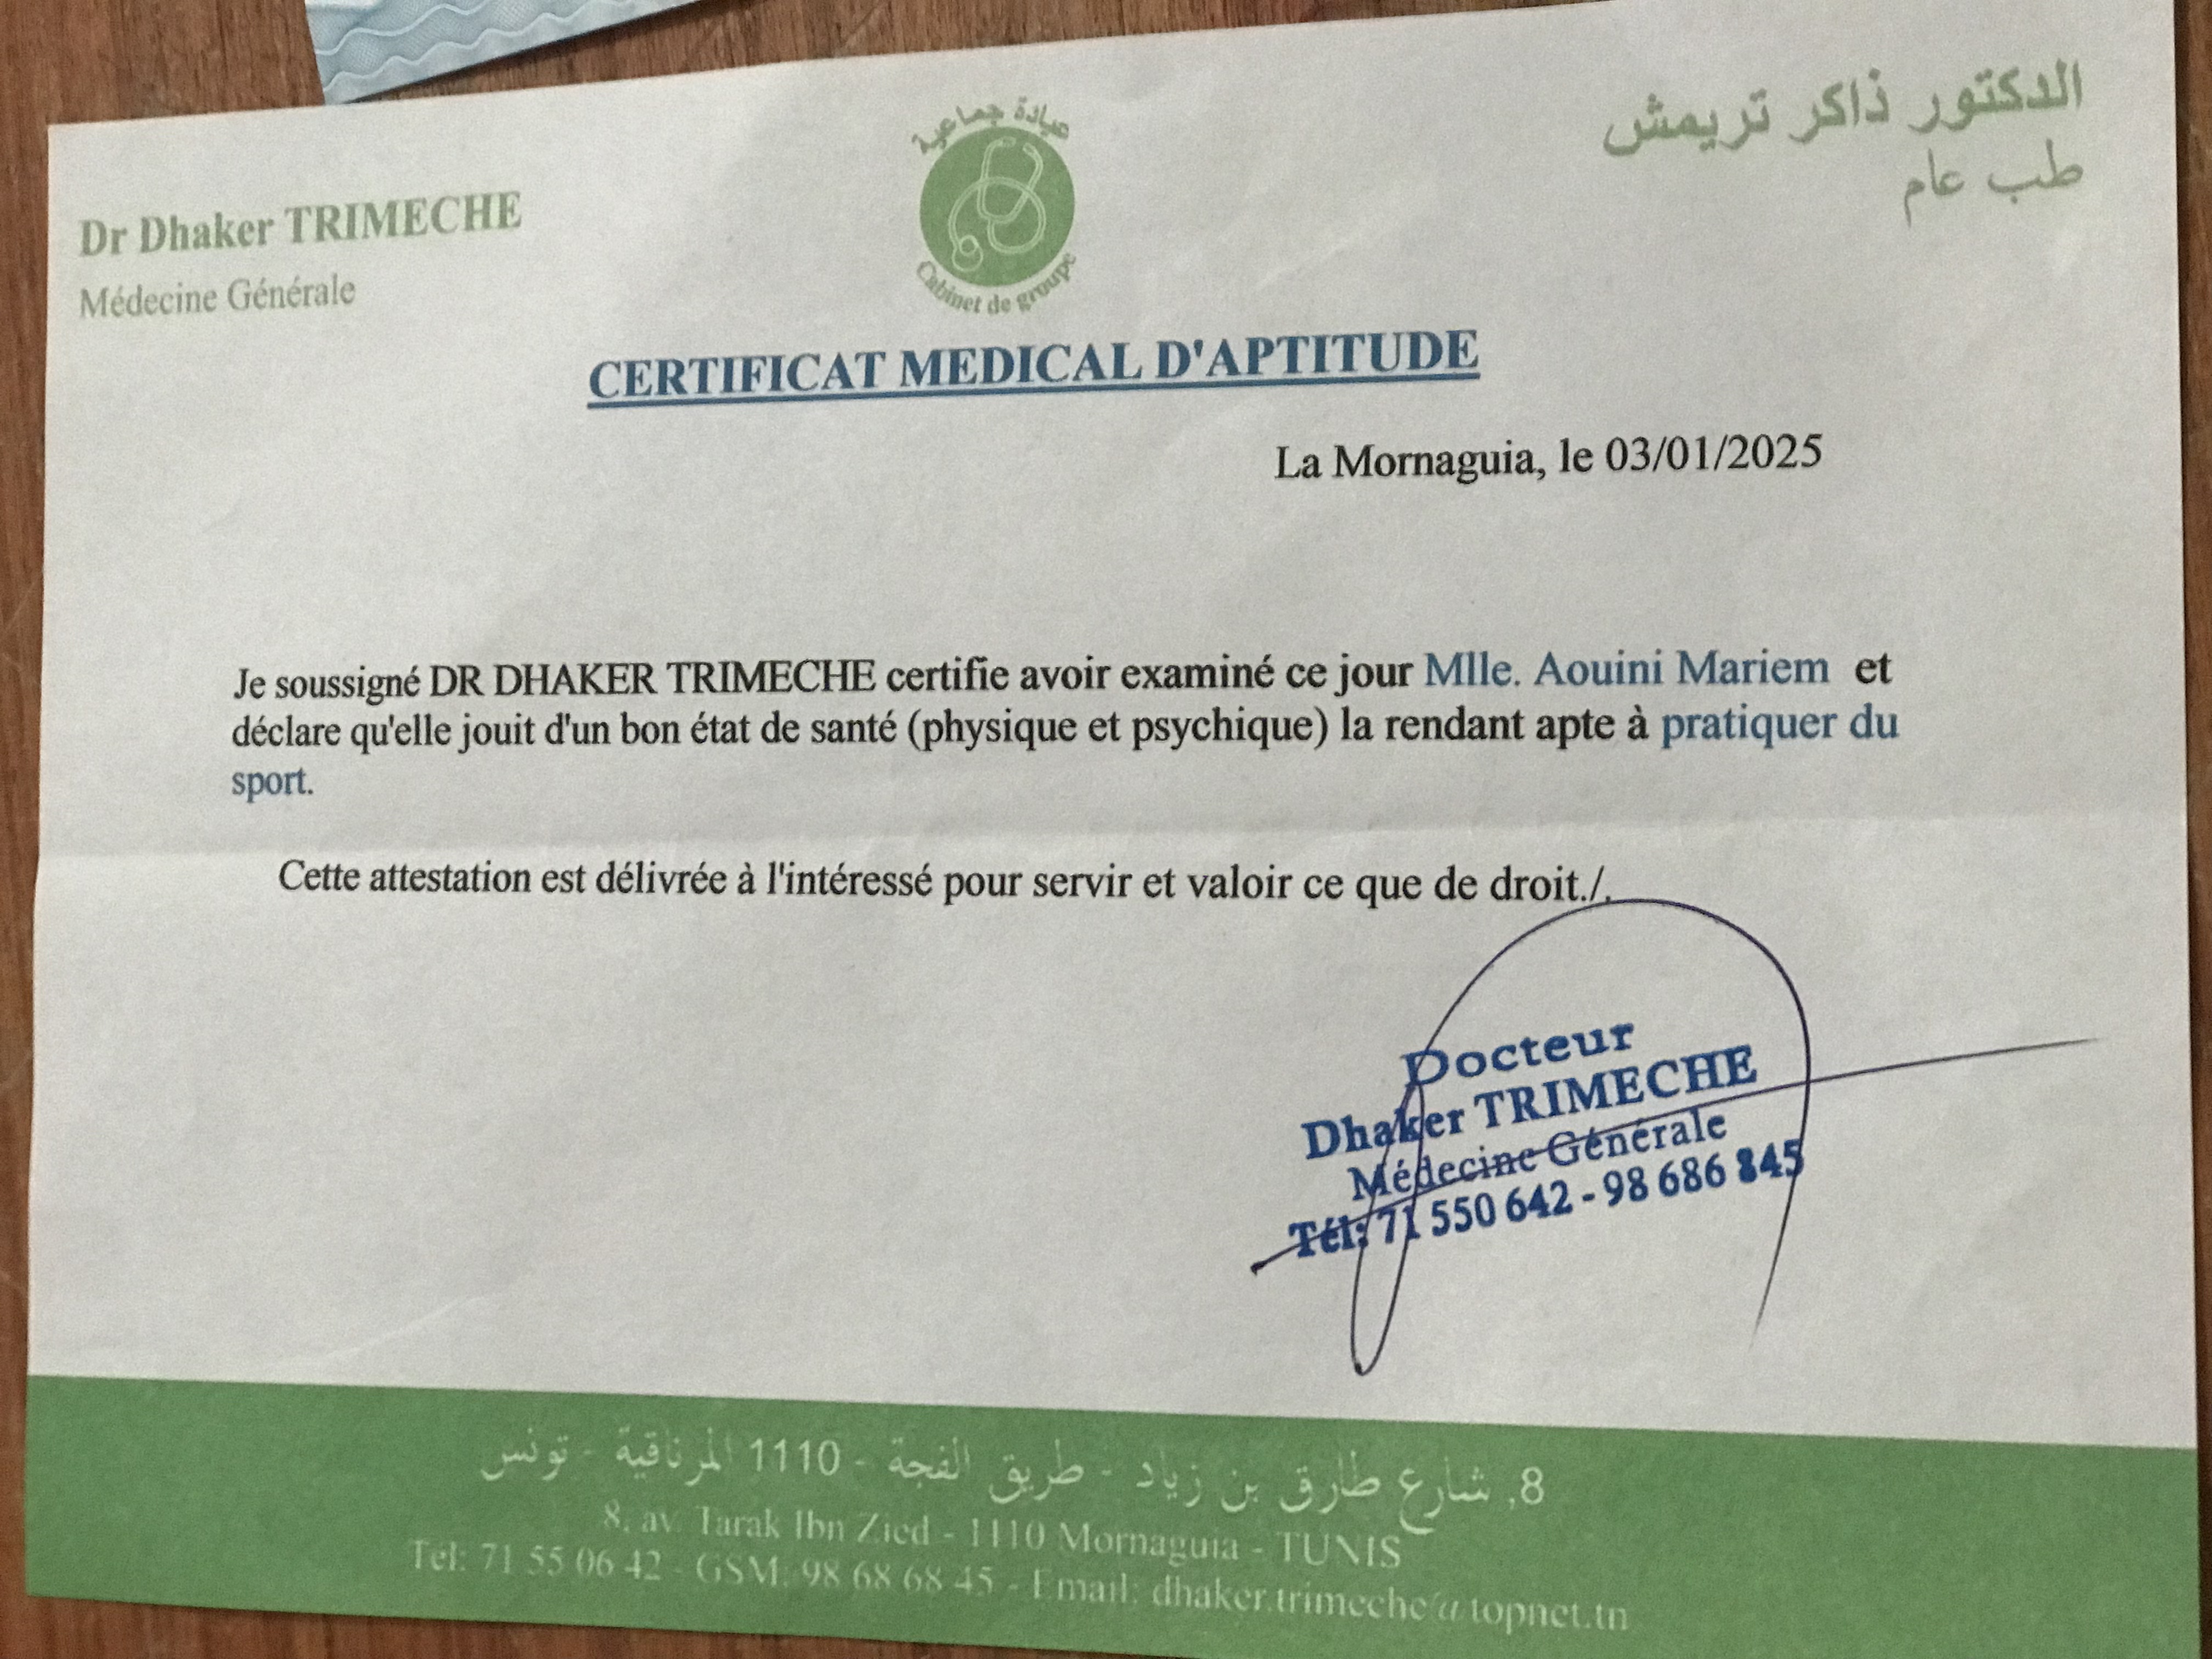 الدكتور ذاكر تريمش
طب عام
عيادة جماعية
Cabinet de groupe
Dr Dhaker TRIMECHE
Médecine Générale
CERTIFICAT MEDICAL D'APTITUDE
La Mornaguia, le 03/01/2025
Je soussigné DR DHAKER TRIMECHE certifie avoir examiné ce jour Mlle. Aouini Mariem et
déclare qu'elle jouit d'un bon état de santé (physique et psychique) la rendant apte à pratiquer du
sport.
Cette attestation est délivrée à l'intéressé pour servir et valoir ce que de droit./.
Docteur
Dhaker TRIMECHE
Médecine Générale
Tél: 71 550 642 - 98 686 845
8, شارع طارق بن زياد - طريق الفجة - 1110 المرناقية - تونس
8, av. Tarak Ibn Zied - 1110 Mornaguia - TUNIS
Tél: 71 55 06 42 - GSM: 98 68 68 45 - Email: dhaker.trimeche@topnet.tn